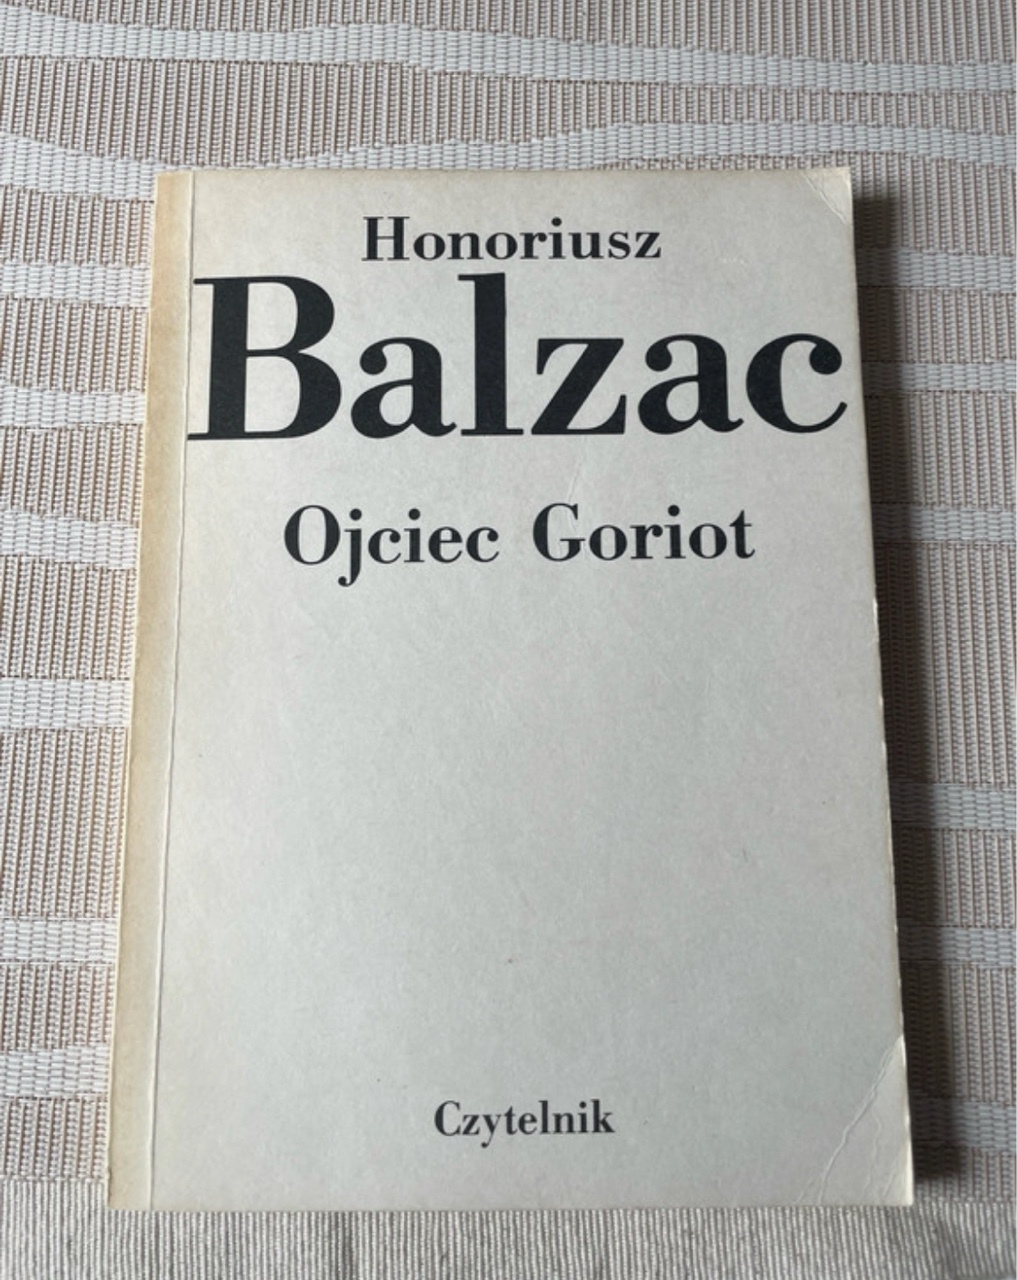 Honoriusz
Balzac
Ojciec Goriot
Czytelnik